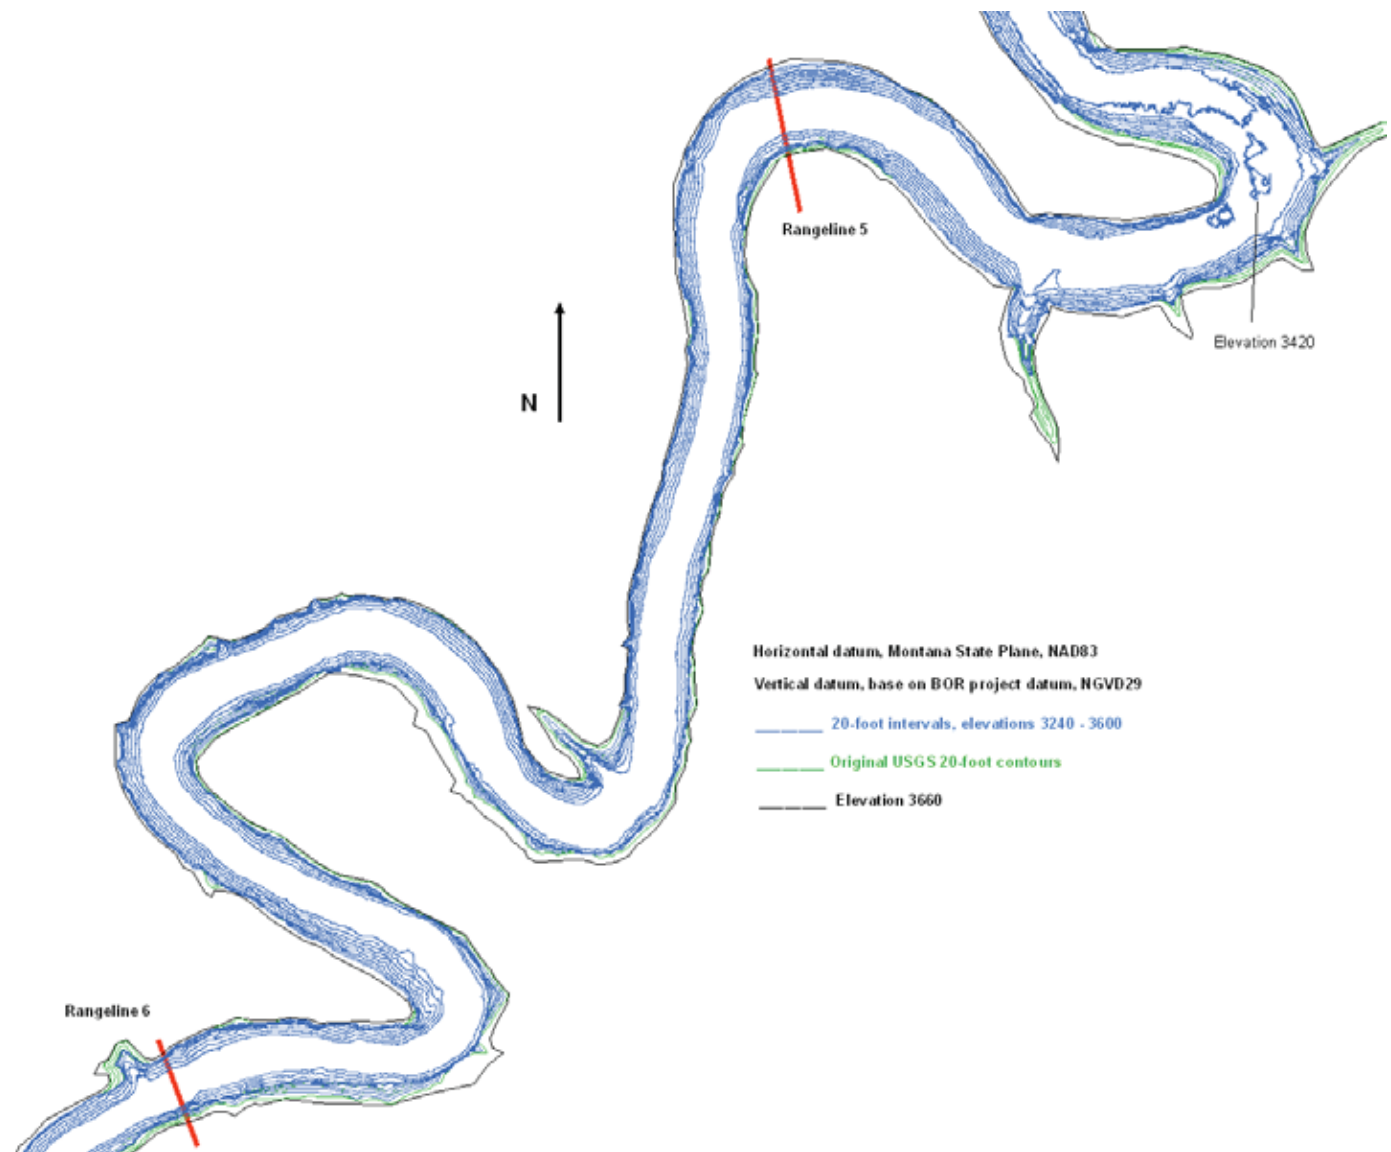 Rangeline 5
Elevation 3420
N
Horizontal datum, Montana State Plane, NAD83
Vertical datum, base on BOR project datum, NGVD29
20-foot intervals, elevations 3240 - 3600
Original USGS 20-foot contours
Elevation 3660
Rangeline 6